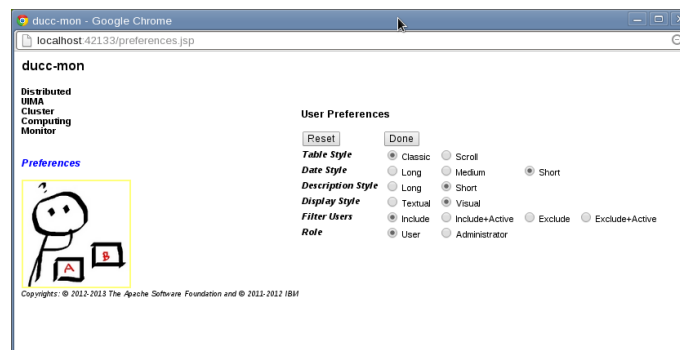 ducc-mon - Google Chrome
localhost:42133/preferences.jsp
ducc-mon
Distributed
UIMA
Cluster
Computing
Monitor
Preferences
?
A
B
Copyrights: © 2012-2013 The Apache Software Foundation and © 2011-2012 IBM
User Preferences
Reset Done
Table Style Classic Scroll
Date Style Long Medium Short
Description Style Long Short
Display Style Textual Visual
Filter Users Include Include+Active Exclude Exclude+Active
Role User Administrator